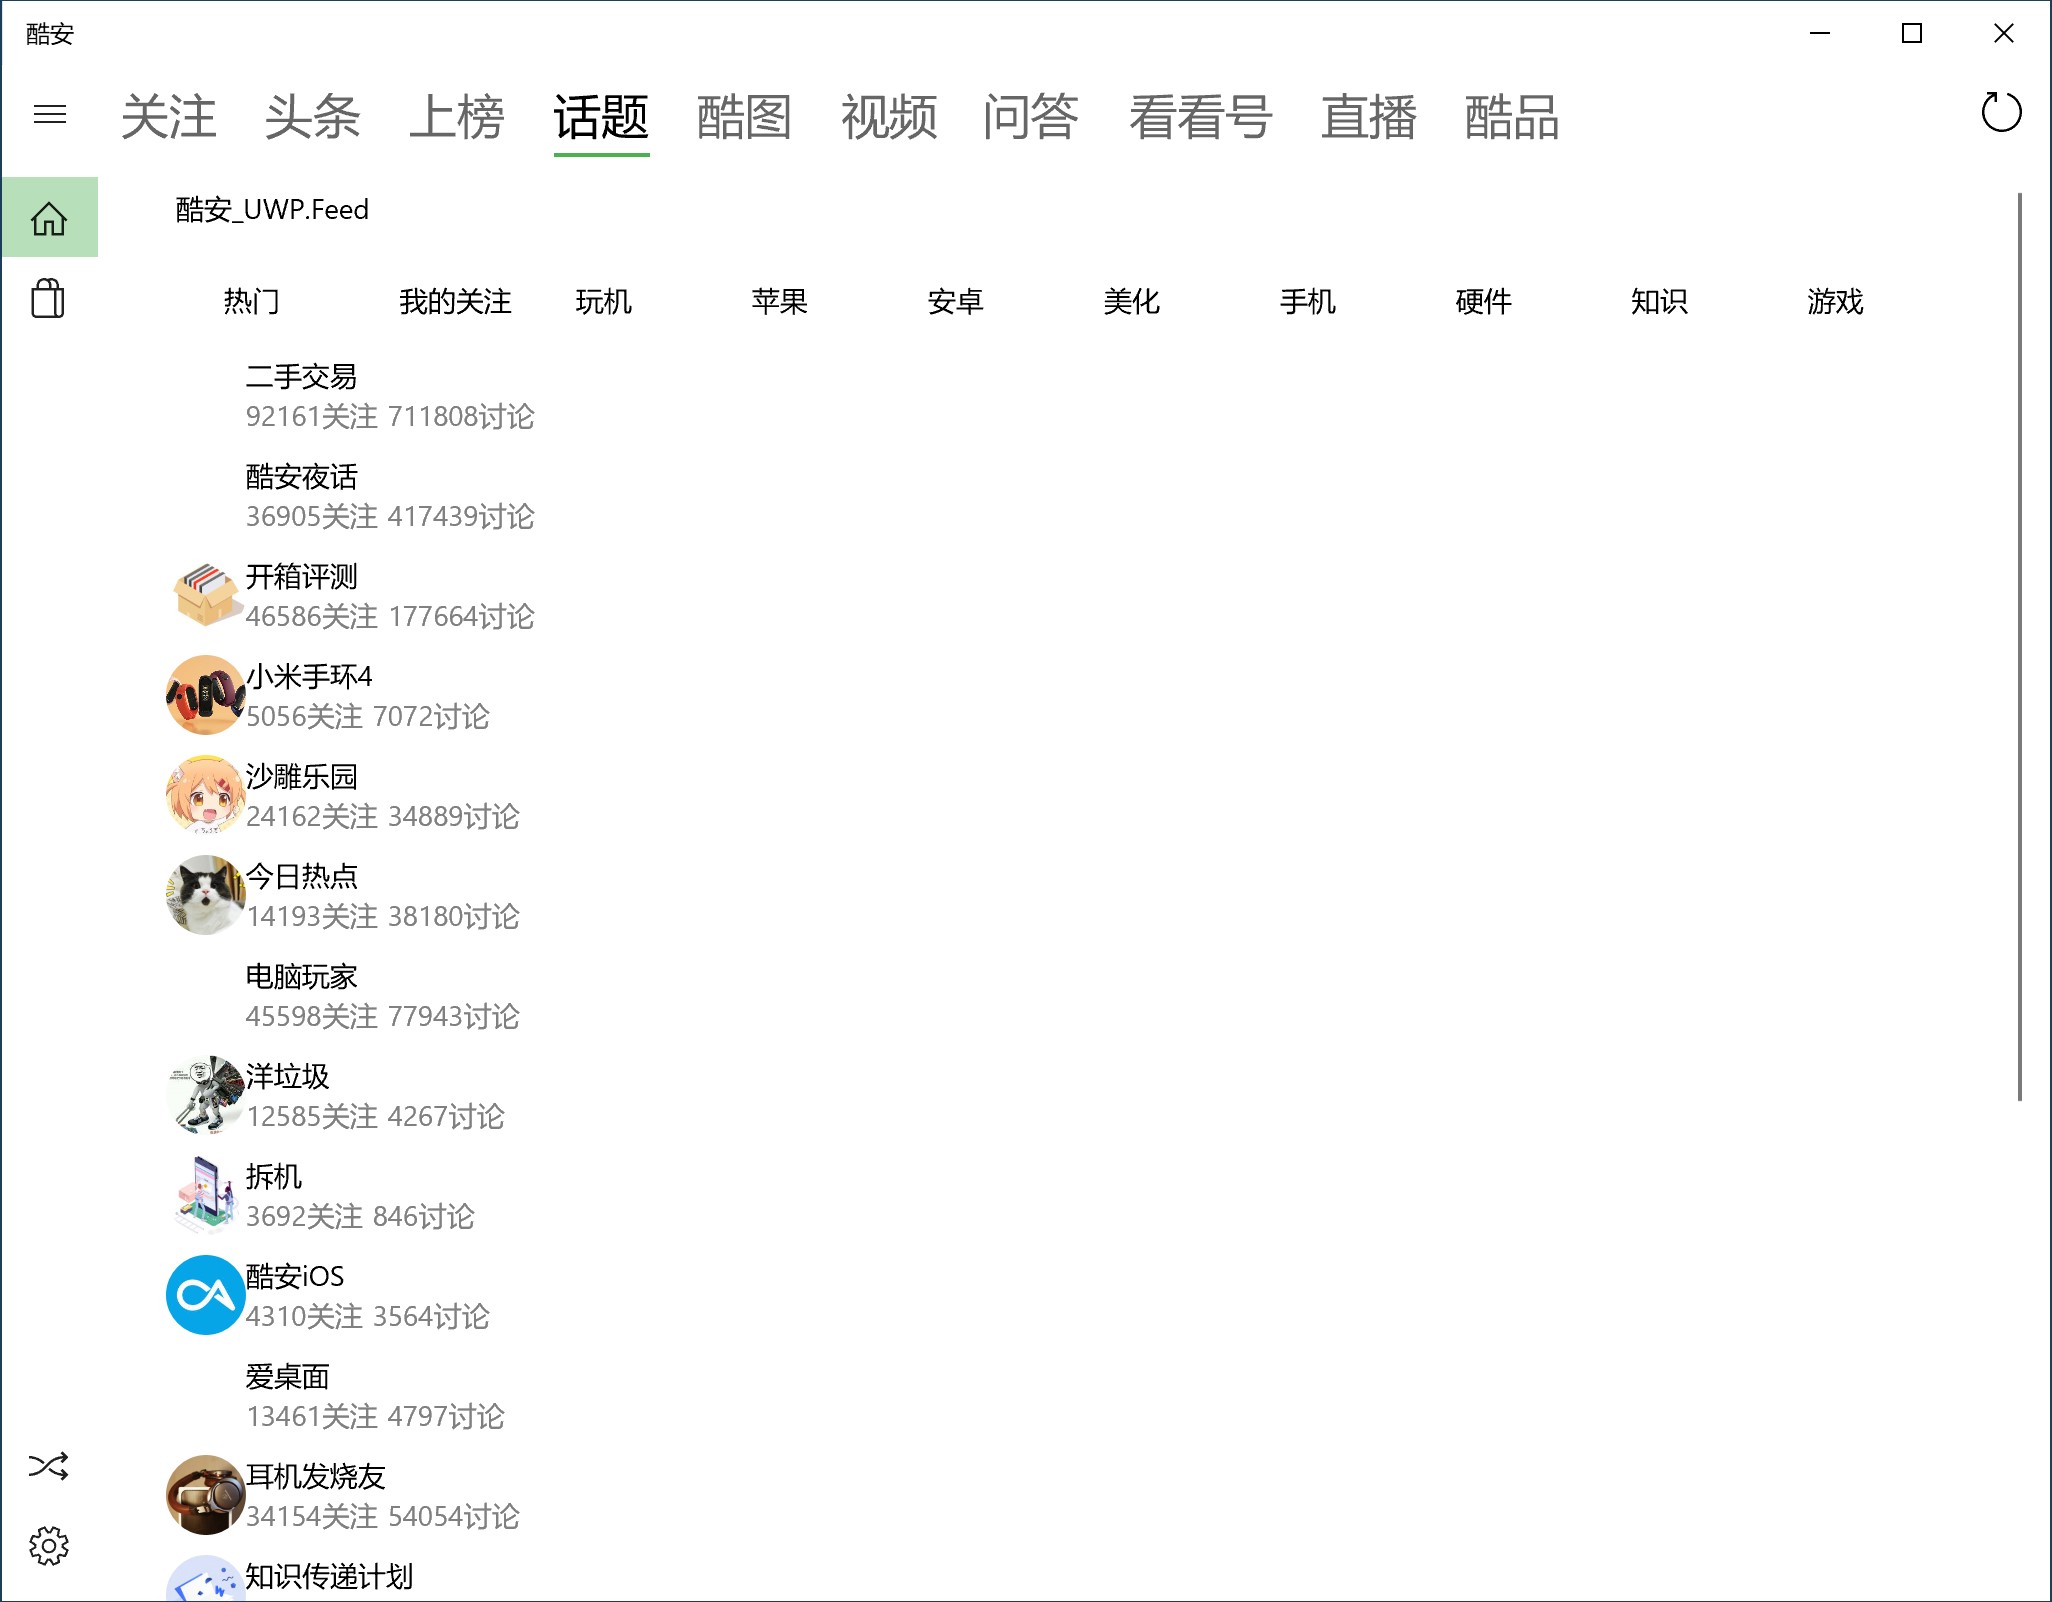 酷安
关注 头条 上榜 话题 酷图 视频 问答 看看号 直播 酷品
酷安_UWP.Feed
热门 我的关注 玩机 苹果 安卓 美化 手机 硬件 知识 游戏
二手交易
92161关注 711808讨论
酷安夜话
36905关注 417439讨论
开箱评测
46586关注 177664讨论
小米手环4
5056关注 7072讨论
沙雕乐园
24162关注 34889讨论
今日热点
14193关注 38180讨论
电脑玩家
45598关注 77943讨论
洋垃圾
12585关注 4267讨论
拆机
3692关注 846讨论
酷安iOS
4310关注 3564讨论
爱桌面
13461关注 4797讨论
耳机发烧友
34154关注 54054讨论
知识传递计划